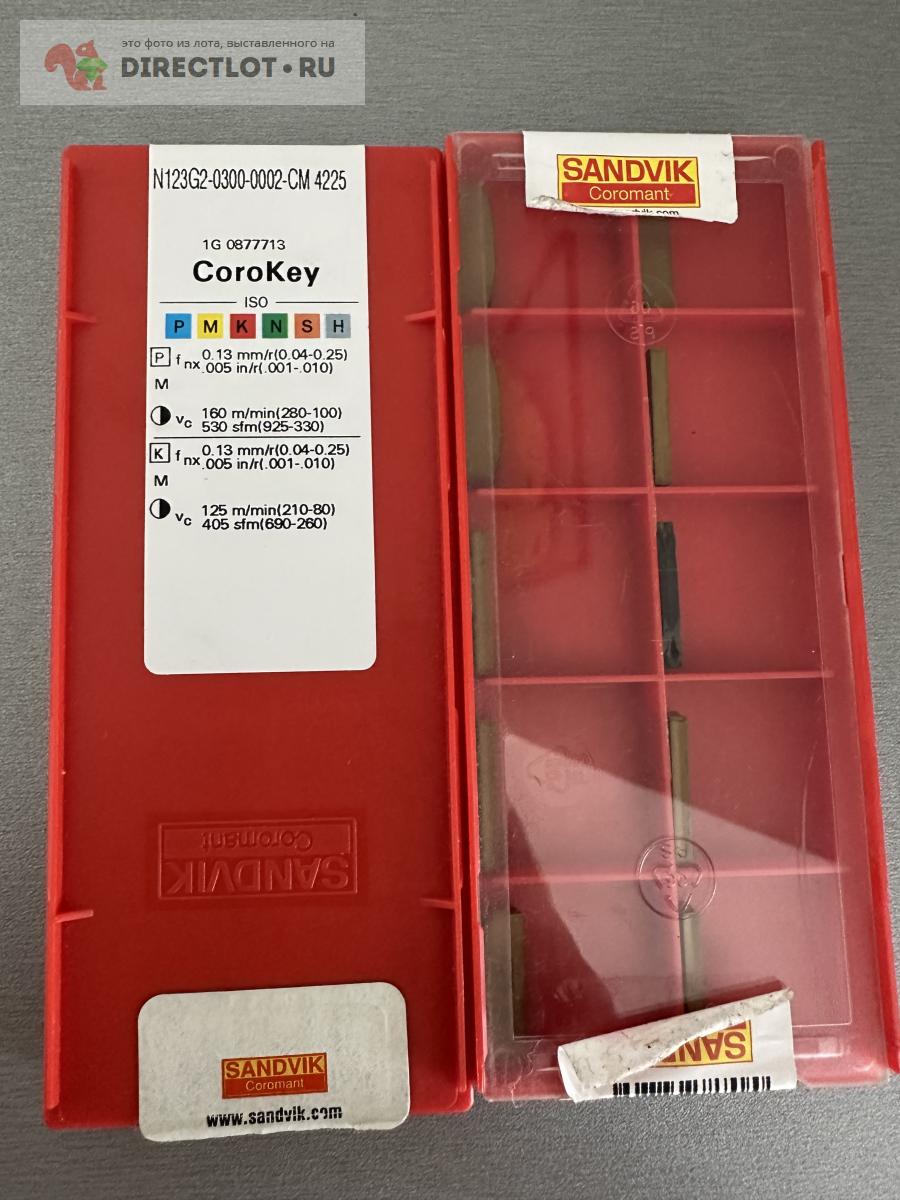 это фото из лота, выставленного на
DIRECTLOT•RU
N123G2-0300-0002-CM 4225
1G 0877713
CoroKey
ISO
P M K N S H
P fnx 0.13 mm/r(0.04-0.25)
.005 in/r(.001-.010)
M
vc 160 m/min(280-100)
530 sfm(925-330)
K fnx 0.13 mm/r(0.04-0.25)
.005 in/r(.001-.010)
M
vc 125 m/min(210-80)
405 sfm(690-260)
SANDVIK
Coromant
SANDVIK
Coromant
www.sandvik.com
SANDVIK
Coromant
SANDV